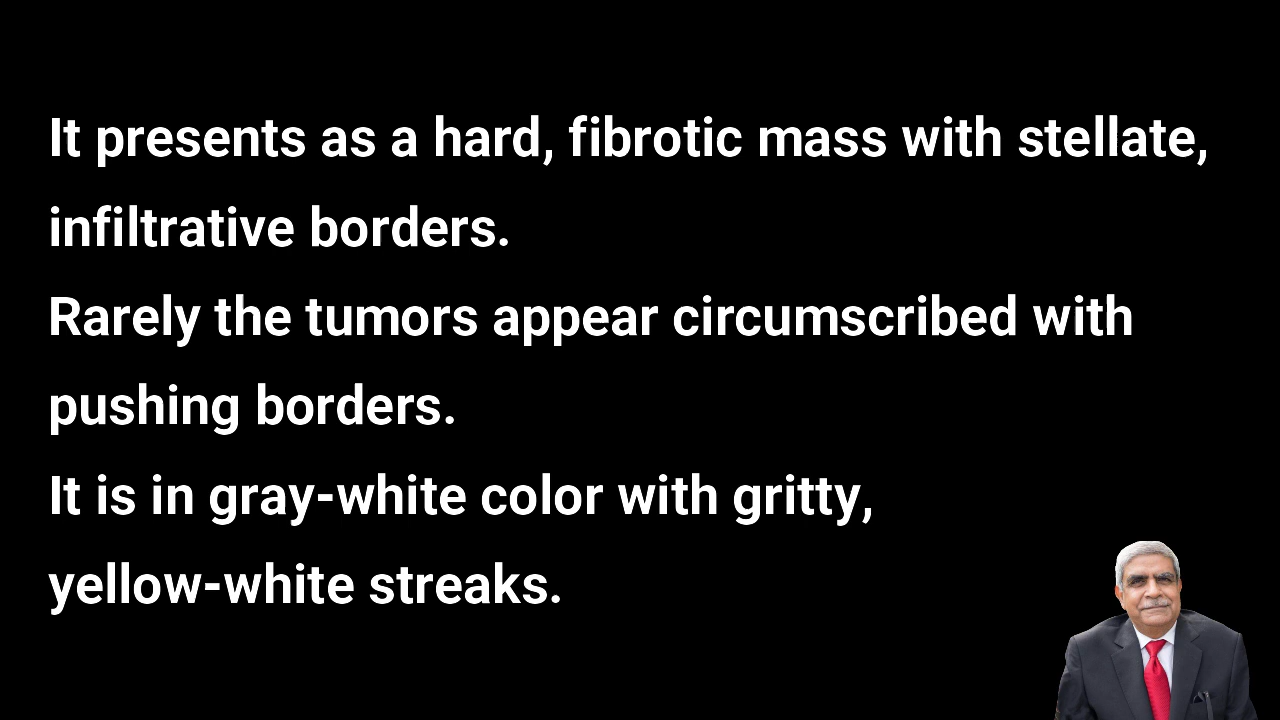 It presents as a hard, fibrotic mass with stellate,
infiltrative borders.
Rarely the tumors appear circumscribed with
pushing borders.
It is in gray-white color with gritty,
yellow-white streaks.